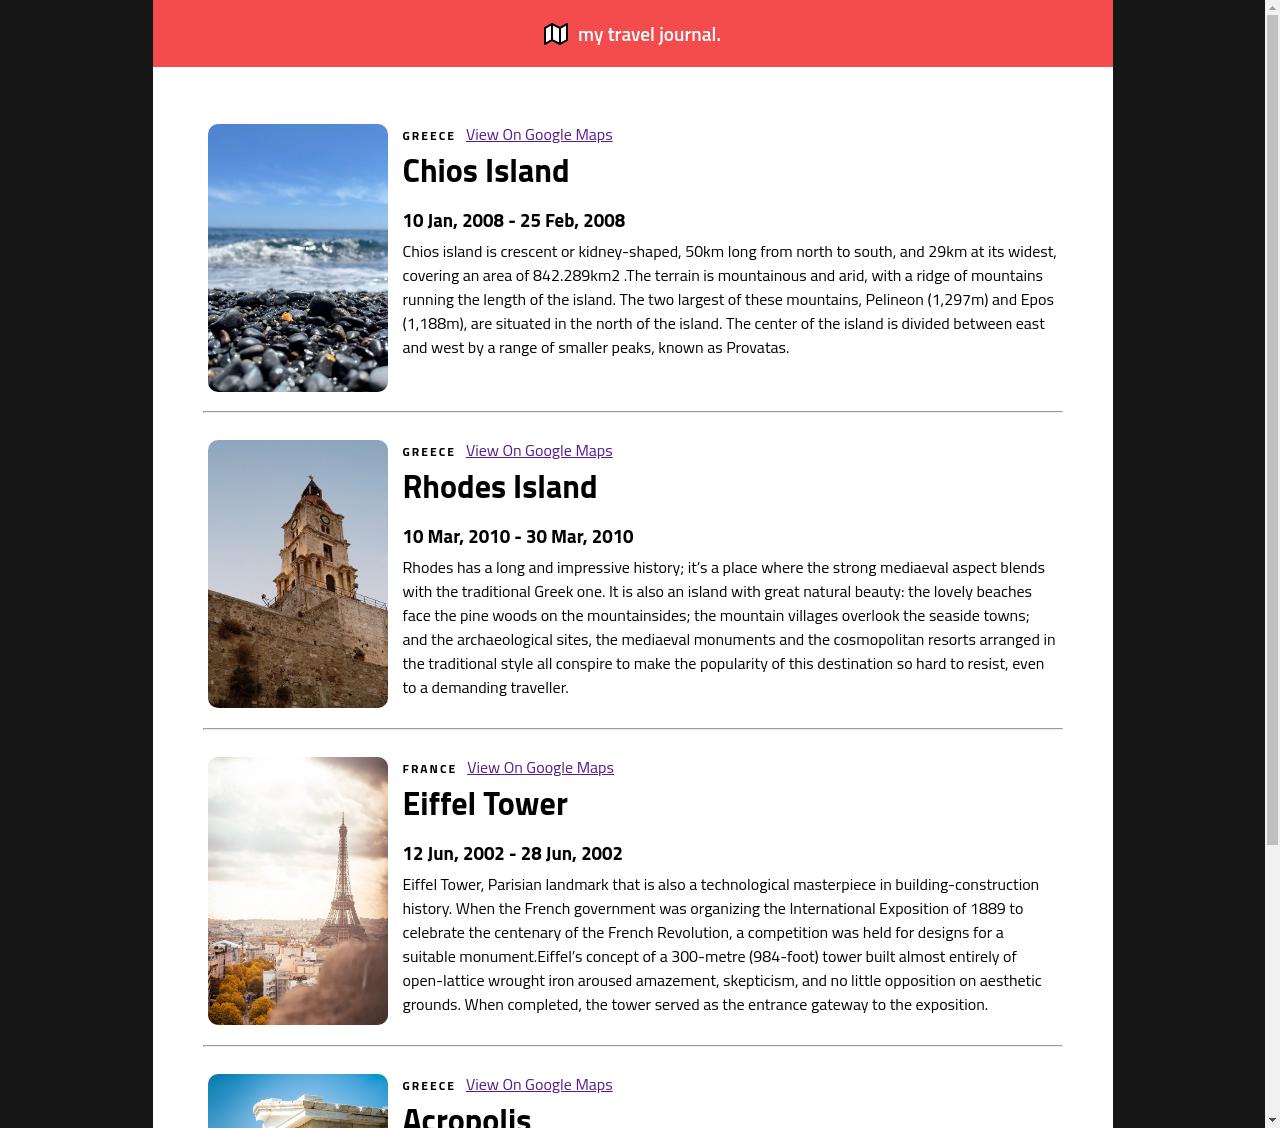 my travel journal.
GREECE View On Google Maps
Chios Island
10 Jan, 2008 - 25 Feb, 2008
Chios island is crescent or kidney-shaped, 50km long from north to south, and 29km at its widest,
covering an area of 842.289km2 .The terrain is mountainous and arid, with a ridge of mountains
running the length of the island. The two largest of these mountains, Pelineon (1,297m) and Epos
(1,188m), are situated in the north of the island. The center of the island is divided between east
and west by a range of smaller peaks, known as Provatas.
GREECE View On Google Maps
Rhodes Island
10 Mar, 2010 - 30 Mar, 2010
Rhodes has a long and impressive history; it’s a place where the strong mediaeval aspect blends
with the traditional Greek one. It is also an island with great natural beauty: the lovely beaches
face the pine woods on the mountainsides; the mountain villages overlook the seaside towns;
and the archaeological sites, the mediaeval monuments and the cosmopolitan resorts arranged in
the traditional style all conspire to make the popularity of this destination so hard to resist, even
to a demanding traveller.
FRANCE View On Google Maps
Eiffel Tower
12 Jun, 2002 - 28 Jun, 2002
Eiffel Tower, Parisian landmark that is also a technological masterpiece in building-construction
history. When the French government was organizing the International Exposition of 1889 to
celebrate the centenary of the French Revolution, a competition was held for designs for a
suitable monument.Eiffel’s concept of a 300-metre (984-foot) tower built almost entirely of
open-lattice wrought iron aroused amazement, skepticism, and no little opposition on aesthetic
grounds. When completed, the tower served as the entrance gateway to the exposition.
GREECE View On Google Maps
Acropolis